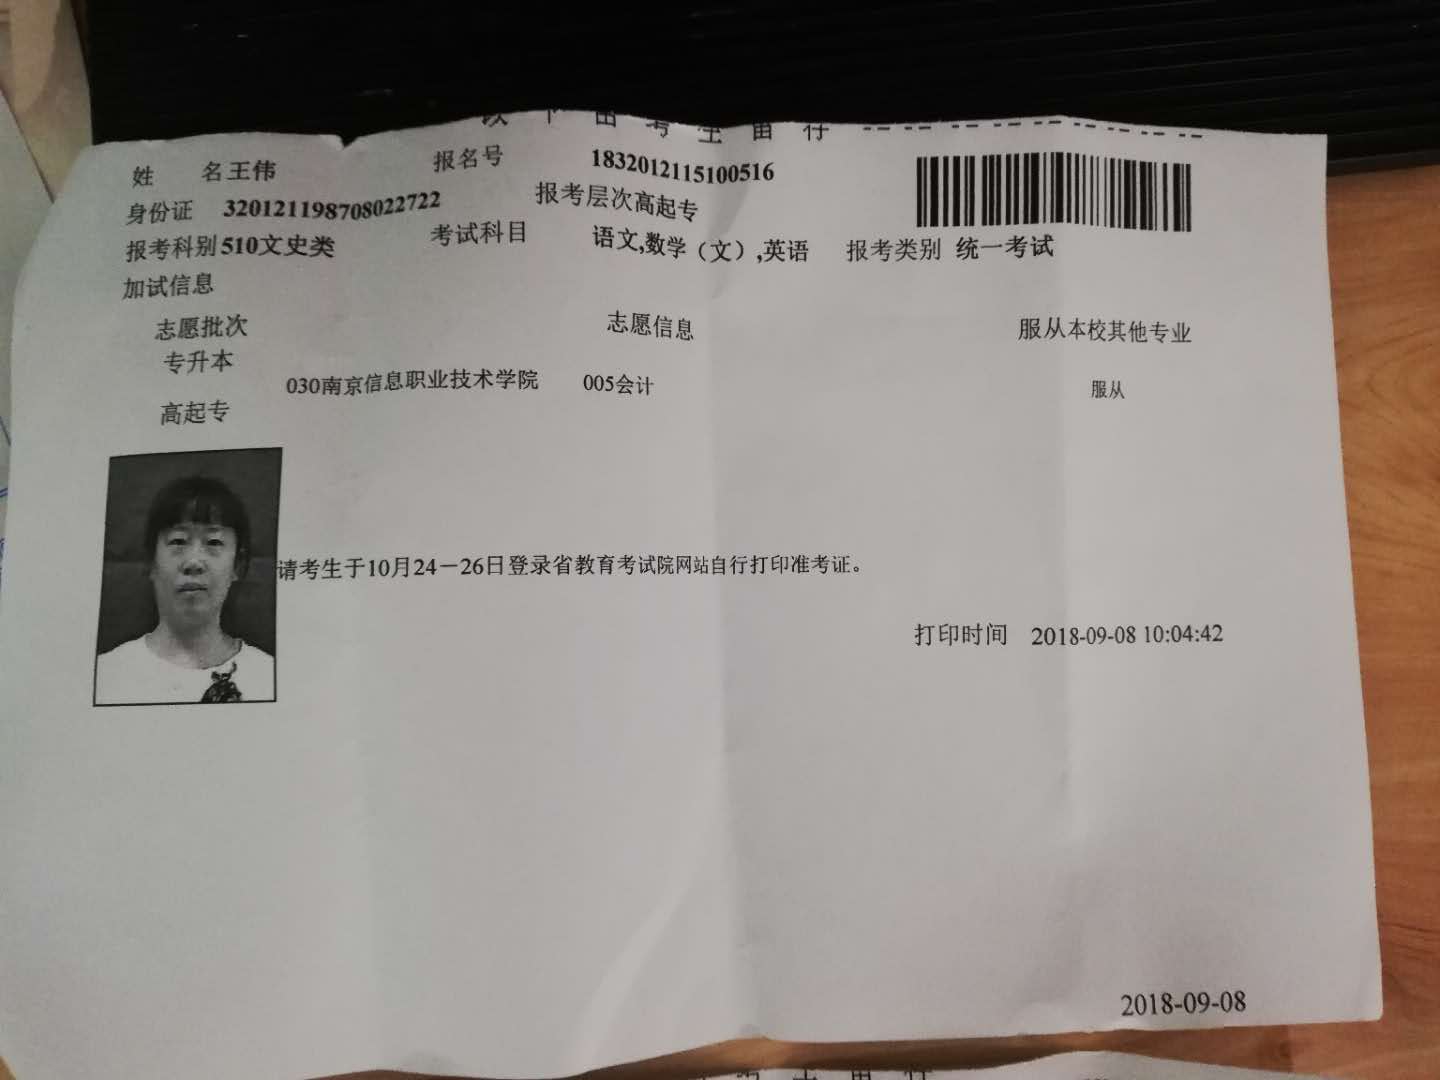 以下由考生留存
姓 名 王伟 报名号 1832012115100516
身份证 320121198708022722 报考层次 高起专
报考科别 510文史类 考试科目 语文,数学（文）,英语 报考类别 统一考试
加试信息
志愿批次 志愿信息 服从本校其他专业
专升本
030南京信息职业技术学院 005会计 服从
高起专
请考生于10月24－26日登录省教育考试院网站自行打印准考证。
打印时间 2018-09-08 10:04:42
2018-09-08